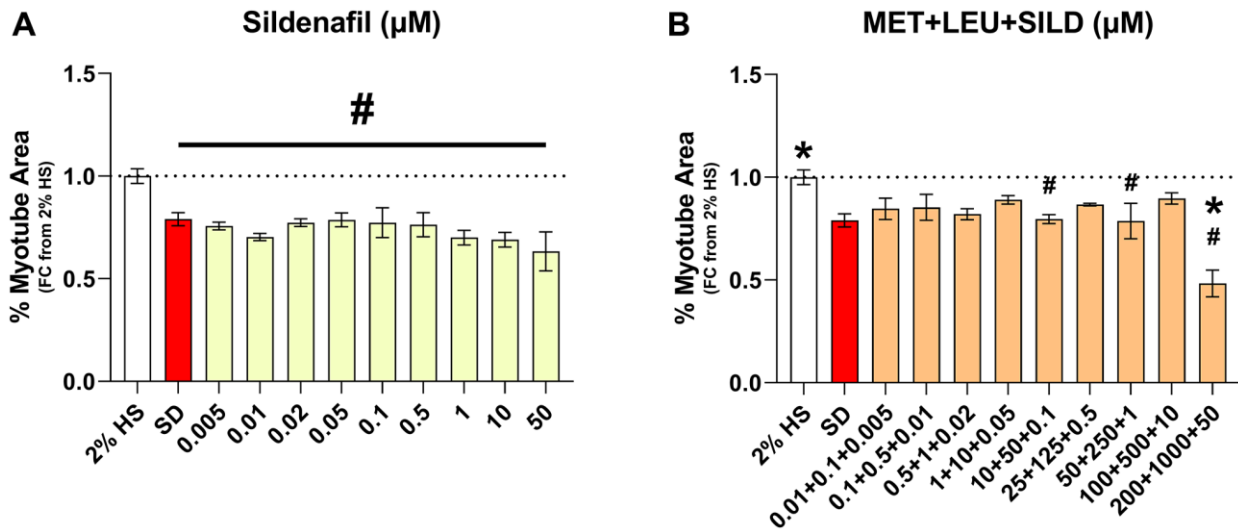 A
Sildenafil (µM)
% Myotube Area
(FC from 2% HS)
1.5
1.0
0.5
0.0
#
2% HS
SD
0.005
0.01
0.02
0.05
0.1
0.5
1
10
50
B
MET+LEU+SILD (µM)
% Myotube Area
(FC from 2% HS)
1.5
1.0
0.5
0.0
*
#
#
*
#
2% HS
SD
0.01+0.1+0.005
0.1+0.5+0.01
0.5+1+0.02
1+10+0.05
10+50+0.1
25+125+0.5
50+250+1
100+500+10
200+1000+50